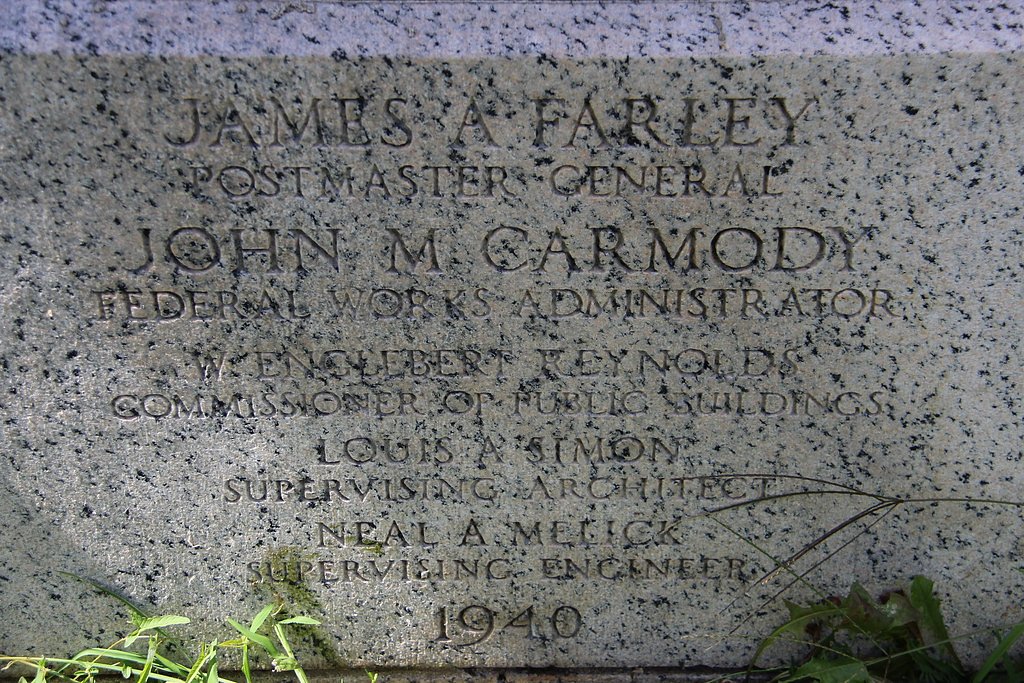 JAMES A FARLEY
POSTMASTER GENERAL
JOHN M CARMODY
FEDERAL WORKS ADMINISTRATOR
W. ENGLEBERT REYNOLDS
COMMISSIONER OF PUBLIC BUILDINGS
LOUIS A SIMON
SUPERVISING ARCHITECT
NEAL A MELICK
SUPERVISING ENGINEER
1940